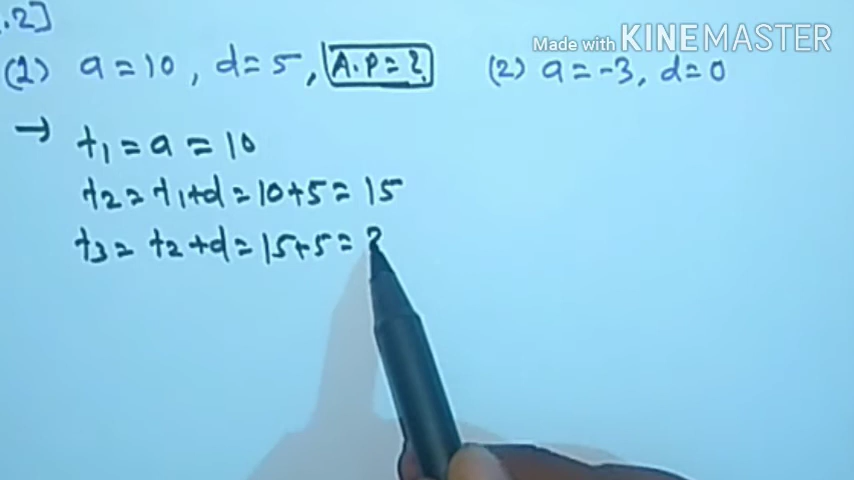 .2]
Made with KINEMASTER
(1) a = 10, d = 5, A.P = ? (2) a = -3, d = 0
→ t1 = a = 10
t2 = t1 + d = 10 + 5 = 15
t3 = t2 + d = 15 + 5 = 2